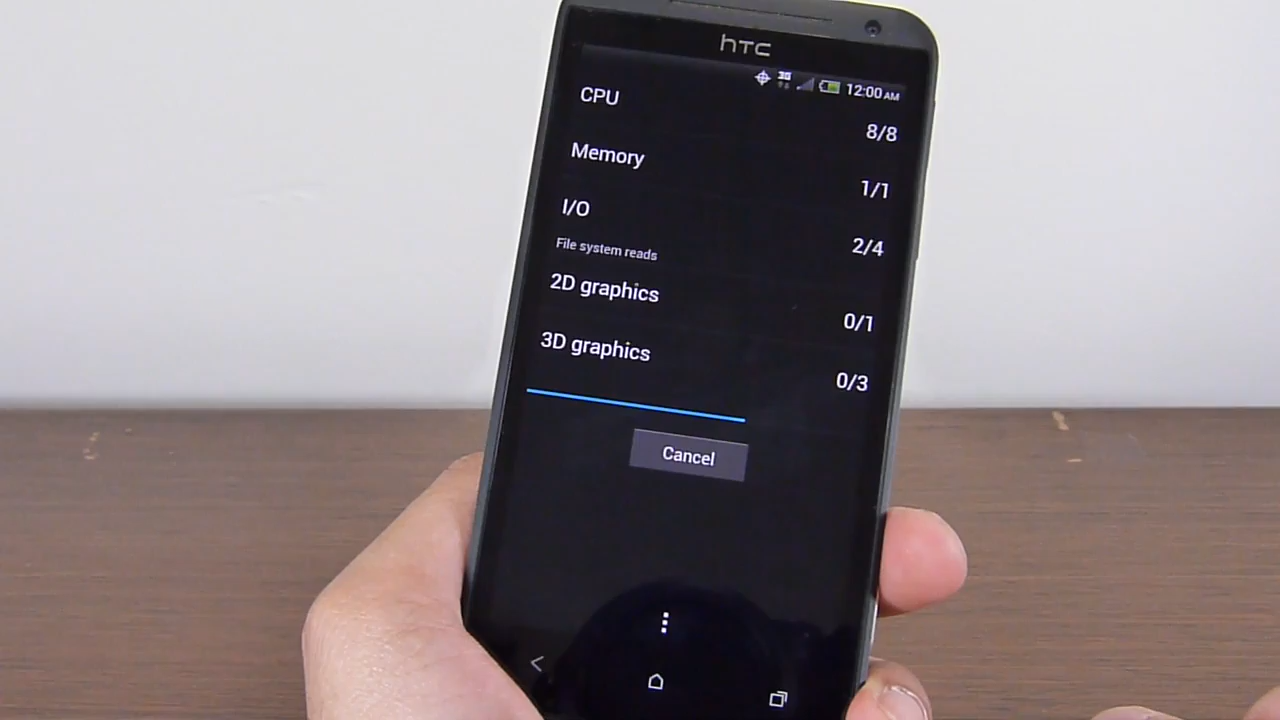 hTC
3G 12:00 AM
CPU
8/8
Memory
1/1
I/O
2/4
File system reads
2D graphics
0/1
3D graphics
0/3
Cancel